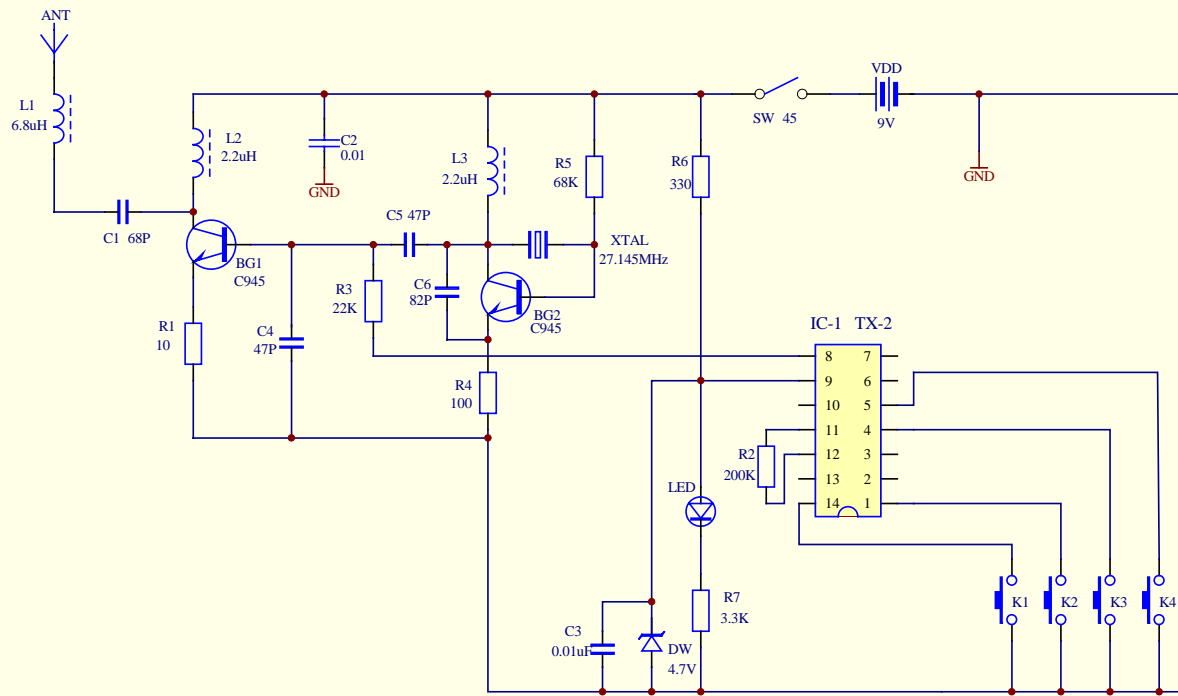 ANT
L1
6.8uH
L2
2.2uH
C2
0.01
GND
L3
2.2uH
R5
68K
R6
330
SW 45
VDD
9V
GND
C1 68P
BG1
C945
C5 47P
XTAL
27.145MHz
R3
22K
C6
82P
BG2
C945
R1
10
C4
47P
R4
100
IC-1 TX-2
8 7
9 6
10 5
11 4
12 3
13 2
14 1
R2
200K
LED
R7
3.3K
C3
0.01uF
DW
4.7V
K1
K2
K3
K4